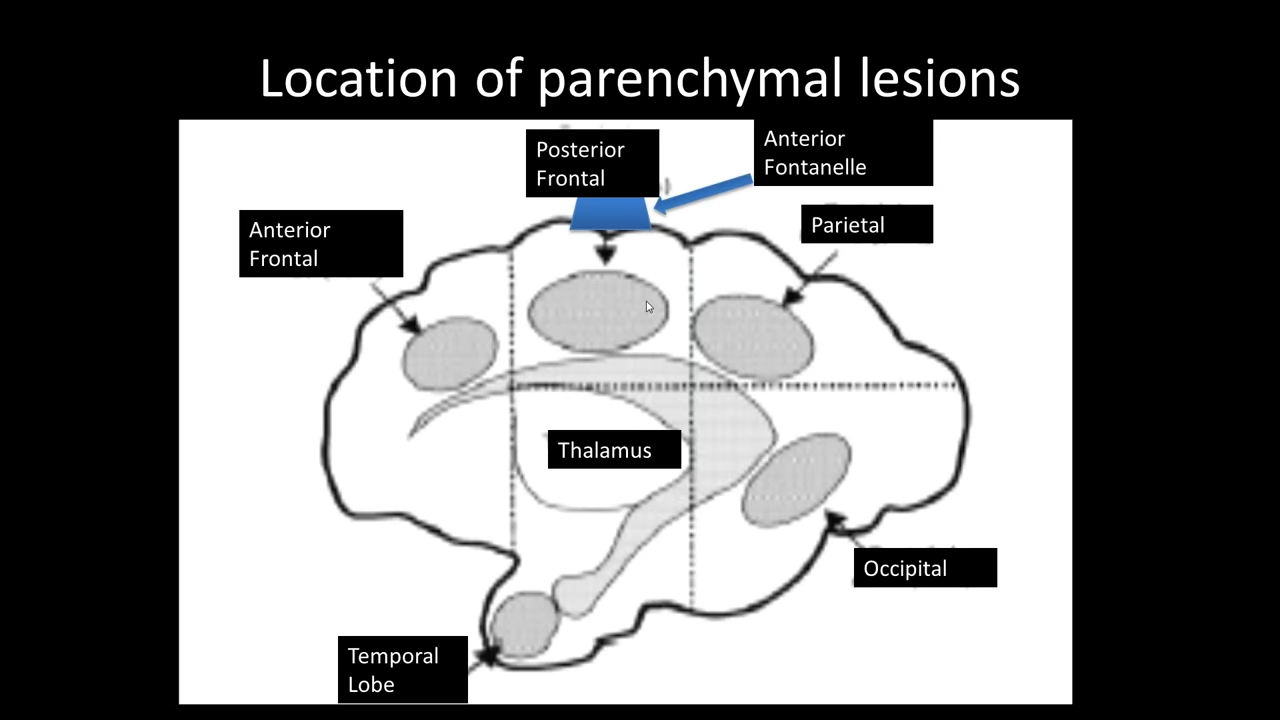 Location of parenchymal lesions
Posterior
Frontal
Anterior
Fontanelle
Anterior
Frontal
Parietal
Thalamus
Occipital
Temporal
Lobe